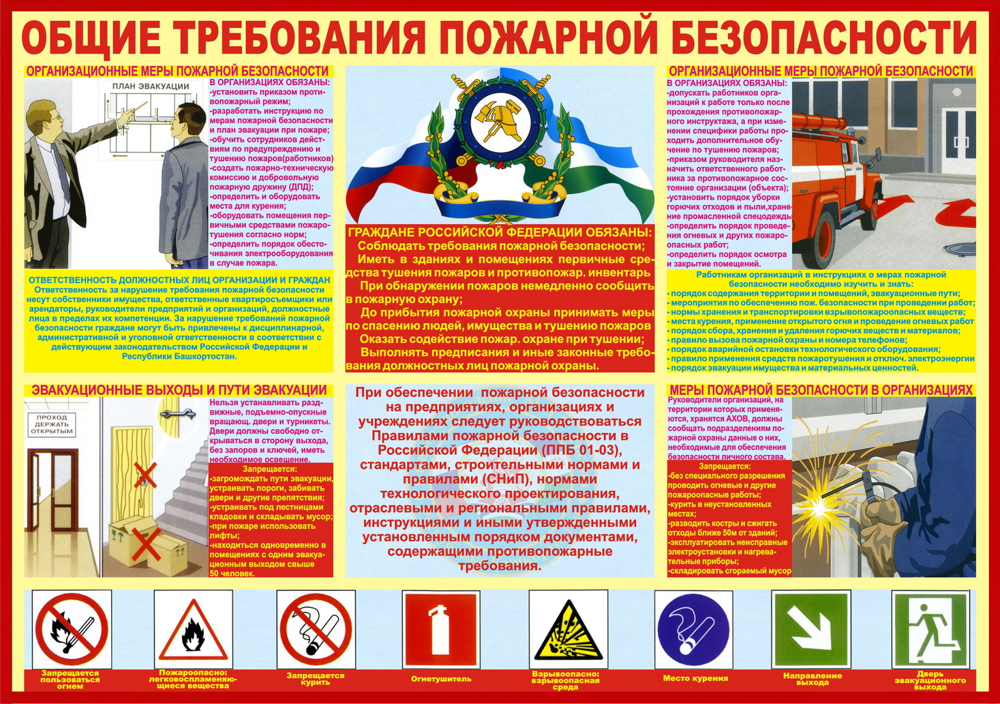 ОБЩИЕ ТРЕБОВАНИЯ ПОЖАРНОЙ БЕЗОПАСНОСТИ
ОРГАНИЗАЦИОННЫЕ МЕРЫ ПОЖАРНОЙ БЕЗОПАСНОСТИ
ПЛАН ЭВАКУАЦИИ
В ОРГАНИЗАЦИЯХ ОБЯЗАНЫ:
-установить приказом проти-
вопожарный режим;
-разработать инструкцию по
мерам пожарной безопасности
и план эвакуации при пожаре;
-обучить сотрудников дейст-
виям по предупреждению и
тушению пожаров(работников)
-создать пожарно-техническую
комиссию и добровольную
пожарную дружину (ДПД);
-определить и оборудовать
места для курения;
-оборудовать помещения пер-
вичными средствами пожаро-
тушения согласно норм;
-определить порядок обесто-
чивания электрооборудования
в случае пожара.
ОТВЕТСТВЕННОСТЬ ДОЛЖНОСТНЫХ ЛИЦ ОРГАНИЗАЦИИ И ГРАЖДАН
Ответственность за нарушение требования пожарной безопасности
несут собственники имущества, ответственные квартиросъемщики или
арендаторы, руководители предприятий и организаций, должностные
лица в пределах их компетенции. За нарушение требований пожарной
безопасности граждане могут быть привлечены к дисциплинарной,
административной и уголовной ответственности в соответствии с
действующим законодательством Российской Федерации и
Республики Башкортостан.
ГРАЖДАНЕ РОССИЙСКОЙ ФЕДЕРАЦИИ ОБЯЗАНЫ:
Соблюдать требования пожарной безопасности;
Иметь в зданиях и помещениях первичные сре-
дства тушения пожаров и противопожар. инвентарь
При обнаружении пожаров немедленно сообщить
в пожарную охрану;
До прибытия пожарной охраны принимать меры
по спасению людей, имущества и тушению пожаров
Оказать содействие пожар. охране при тушении;
Выполнять предписания и иные законные требо-
вания должностных лиц пожарной охраны.
ОРГАНИЗАЦИОННЫЕ МЕРЫ ПОЖАРНОЙ БЕЗОПАСНОСТИ
В ОРГАНИЗАЦИЯХ ОБЯЗАНЫ:
-допускать работников орга-
низаций к работе только после
прохождения противопожар-
ного инструктажа, а при изме-
нении специфики работы про-
ходить дополнительное обу-
чение по тушению пожаров;
-приказом руководителя наз-
начить ответственного работ-
ника за противопожарное сос-
тояние организации (объекта);
-установить порядок уборки
горючих отходов и пыли,хране-
ние промасленной спецодежды
-определить порядок проведе-
ния огневых и других пожаро-
опасных работ;
-определить порядок осмотра
и закрытие помещений.
Работникам организаций в инструкциях о мерах пожарной
безопасности необходимо изучить и знать:
- порядок содержания территории и помещений, эвакуационные пути;
- мероприятия по обеспечению пож. безопасности при проведении работ;
- нормы хранения и транспортировки взрывопожароопасных веществ;
- места курения, применение открытого огня и проведение огневых работ
- порядок сбора, хранения и удаления горючих веществ и материалов;
- правило вызова пожарной охраны и номера телефонов;
- порядок аварийной остановки технологического оборудования;
- правило применения средств пожаротушения и отключ. электроэнергии
- порядок эвакуации имущества и материальных ценностей.
ЭВАКУАЦИОННЫЕ ВЫХОДЫ И ПУТИ ЭВАКУАЦИИ
ПРОХОД
ДЕРЖАТЬ
ОТКРЫТЫМ
Нельзя устанавливать разд-
вижные, подъемно-опускные
вращающ. двери и турникеты.
Двери должны свободно от-
крываться в сторону выхода,
без запоров и ключей, иметь
необходимое освещение.
Запрещается:
-загромождать пути эвакуации,
устраивать пороги, забивать
двери и другие препятствия;
-устраивать под лестницами
кладовки и складывать мусор;
-при пожаре использовать
лифты;
-находиться одновременно в
помещениях с одним эвакуа-
ционным выходом свыше
50 человек.
При обеспечении пожарной безопасности
на предприятиях, организациях и
учреждениях следует руководствоваться
Правилами пожарной безопасности в
Российской Федерации (ППБ 01-03),
стандартами, строительными нормами и
правилами (СНиП), нормами
технологического проектирования,
отраслевыми и региональными правилами,
инструкциями и иными утвержденными
установленным порядком документами,
содержащими противопожарные
требования.
МЕРЫ ПОЖАРНОЙ БЕЗОПАСНОСТИ В ОРГАНИЗАЦИЯХ
Руководители организаций, на
территории которых применя-
ются, хранятся АХОВ, должны
сообщать подразделениям по-
жарной охраны данные о них,
необходимые для обеспечения
безопасности личного состава.
Запрещается:
-без специального разрешения
проводить огневые и другие
пожароопасные работы;
-курить в неустановленных
местах;
-разводить костры и сжигать
отходы ближе 50м от зданий;
-эксплуатировать неисправные
электроустановки и нагрева-
тельные приборы;
-складировать сгораемый мусор
Запрещается
пользоваться
огнем
Пожароопасно:
легковоспламеняю-
щиеся вещества
Запрещается
курить
Огнетушитель
Взрывоопасно:
взрывоопасная
среда
Место курения
Направление
выхода
Дверь
эвакуационного
выхода